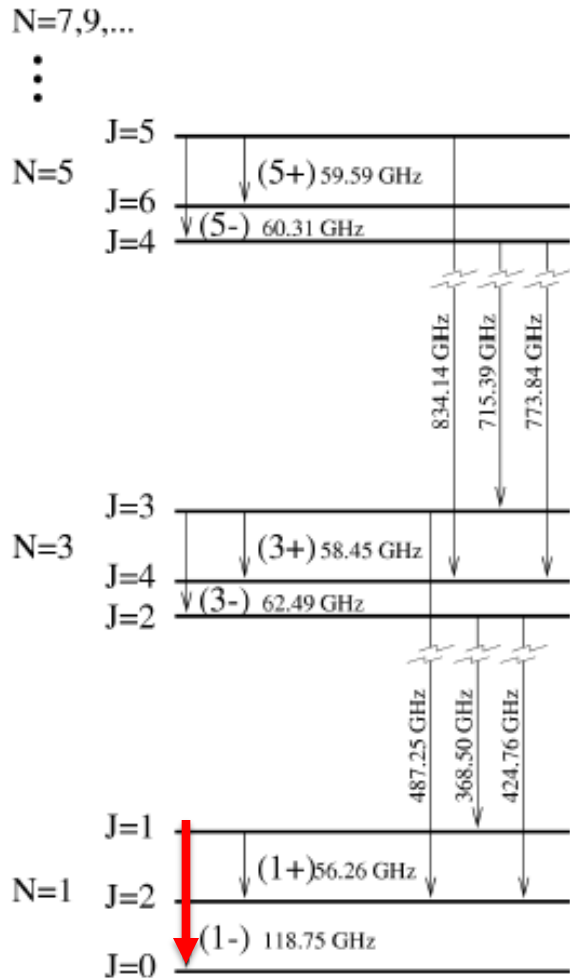 N=7,9,...
J=5
N=5
(5+) 59.59 GHz
J=6
(5-) 60.31 GHz
J=4
834.14 GHz
715.39 GHz
773.84 GHz
J=3
N=3
(3+) 58.45 GHz
J=4
(3-) 62.49 GHz
J=2
487.25 GHz
368.50 GHz
424.76 GHz
J=1
N=1
(1+) 56.26 GHz
J=2
(1-) 118.75 GHz
J=0